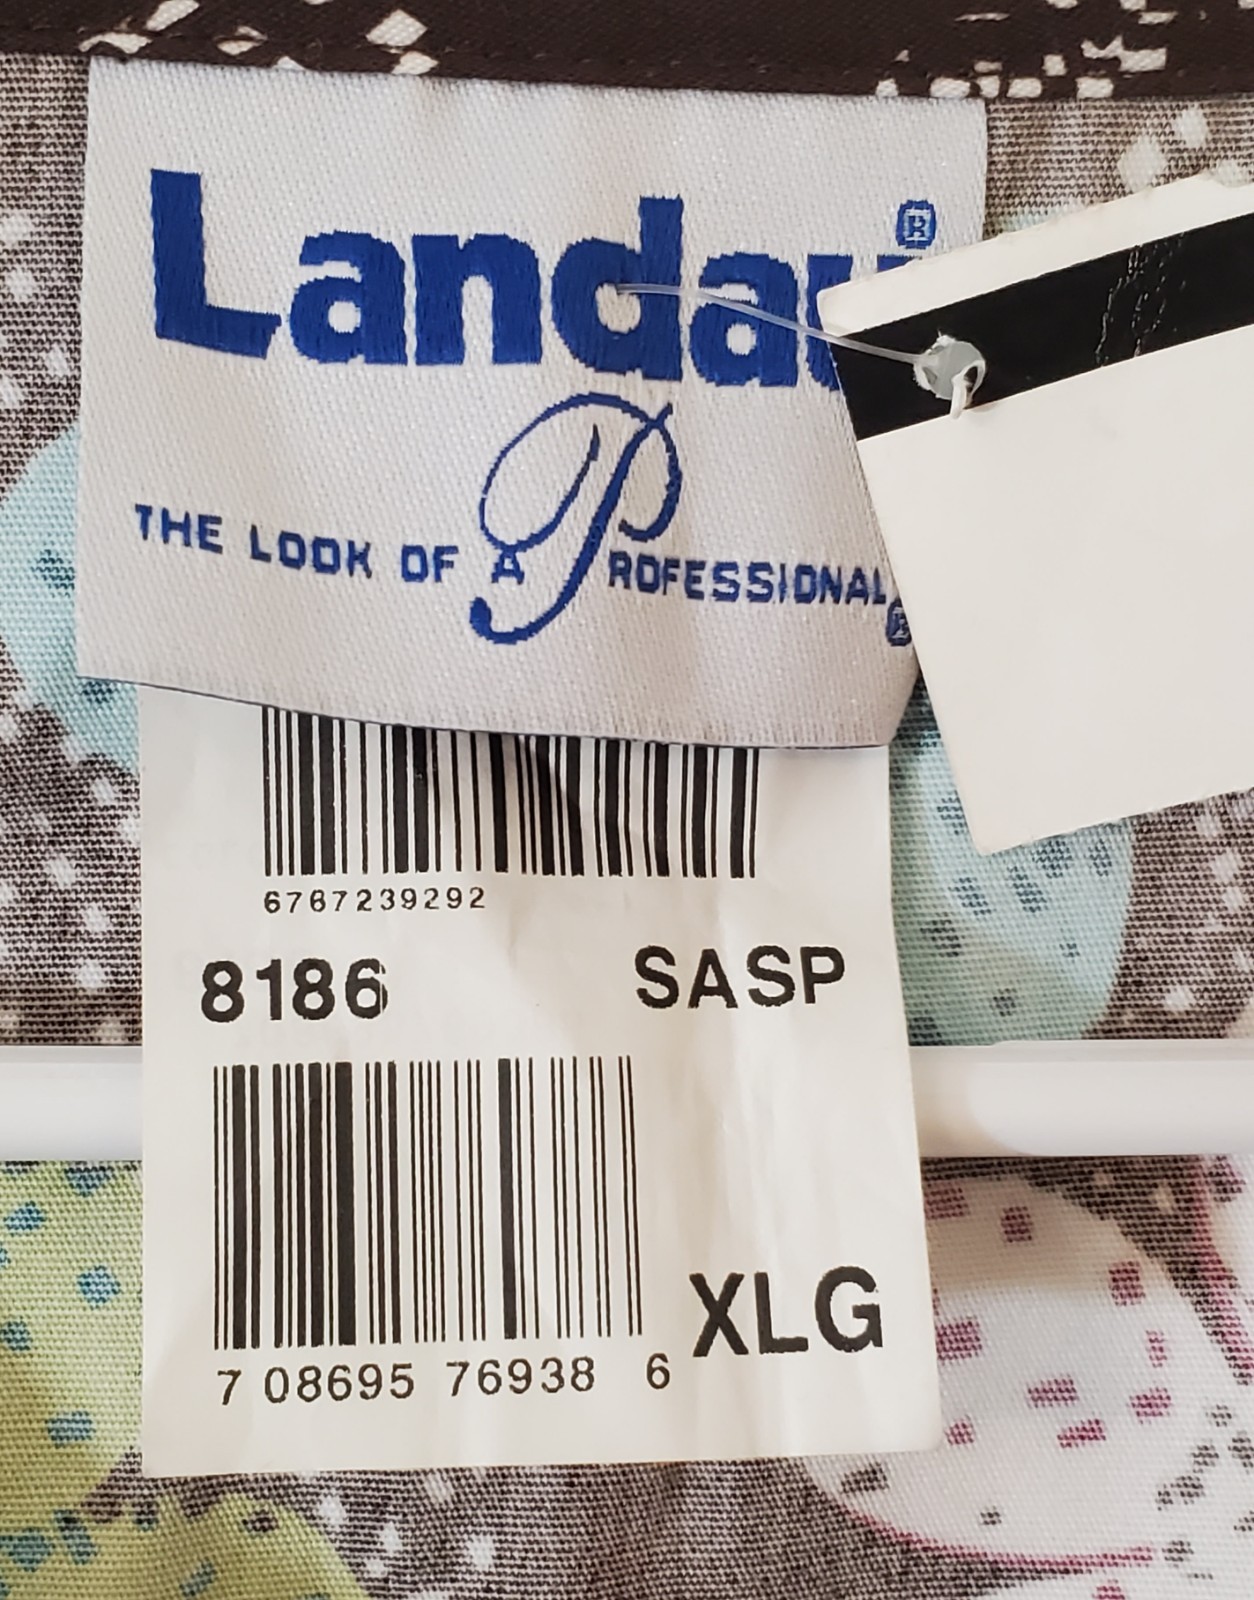 Landau®
THE LOOK OF A PROFESSIONAL®
6767239292
8186 SASP
XLG
7 08695 76938 6